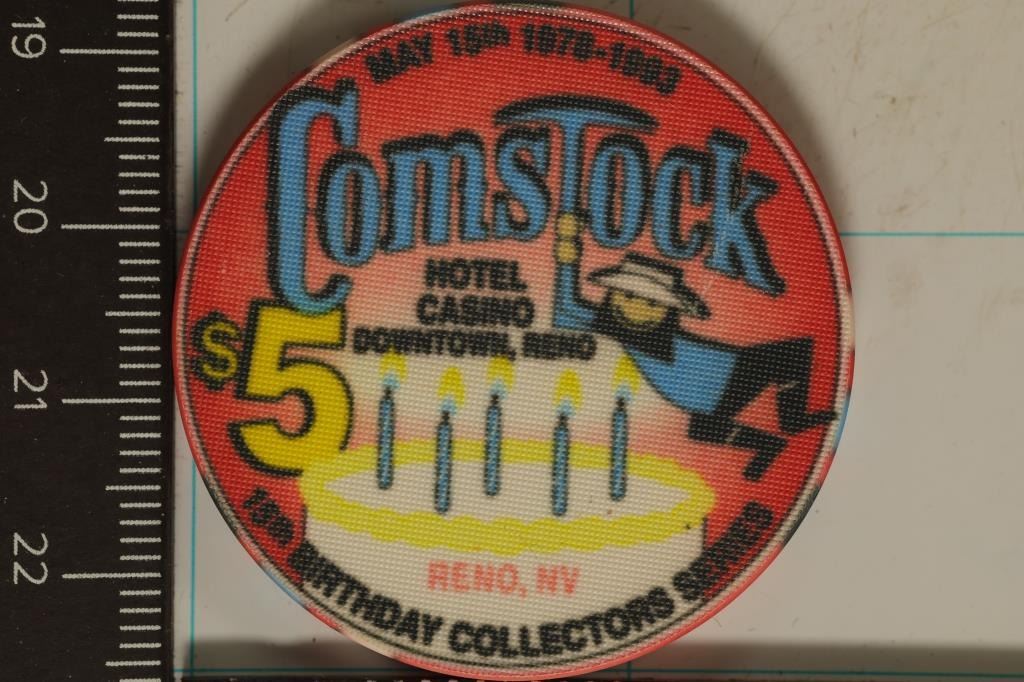 MAY 15th 1978-1993
COMSTOCK
HOTEL
CASINO
DOWNTOWN, RENO
$5
RENO, NV
15th BIRTHDAY COLLECTORS SERIES
19
20
21
22